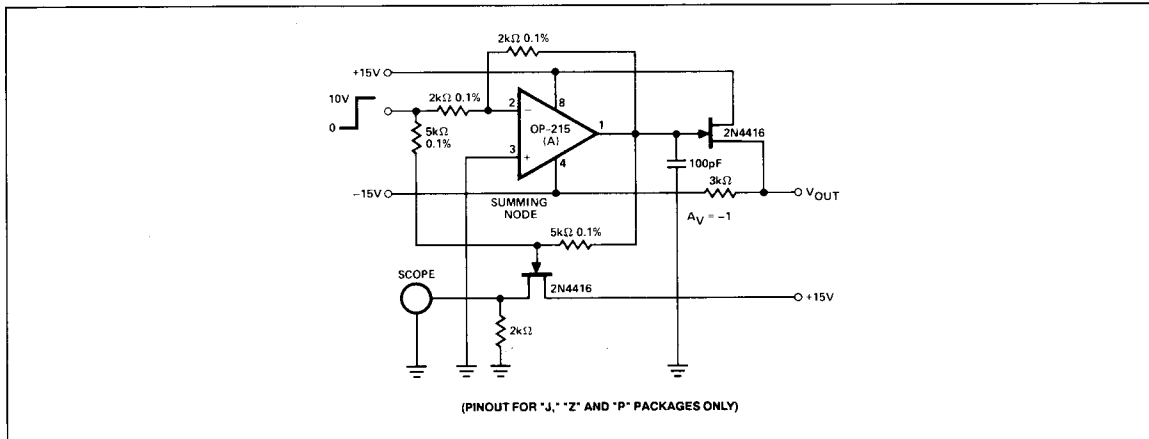 2kΩ 0.1%
+15V
10V
0
2kΩ 0.1%
2
8
5kΩ
0.1%
OP-215
(A)
1
2N4416
3
4
100pF
3kΩ
-15V
VOUT
SUMMING
NODE
AV = -1
5kΩ 0.1%
SCOPE
2N4416
+15V
2kΩ
(PINOUT FOR "J," "Z" AND "P" PACKAGES ONLY)